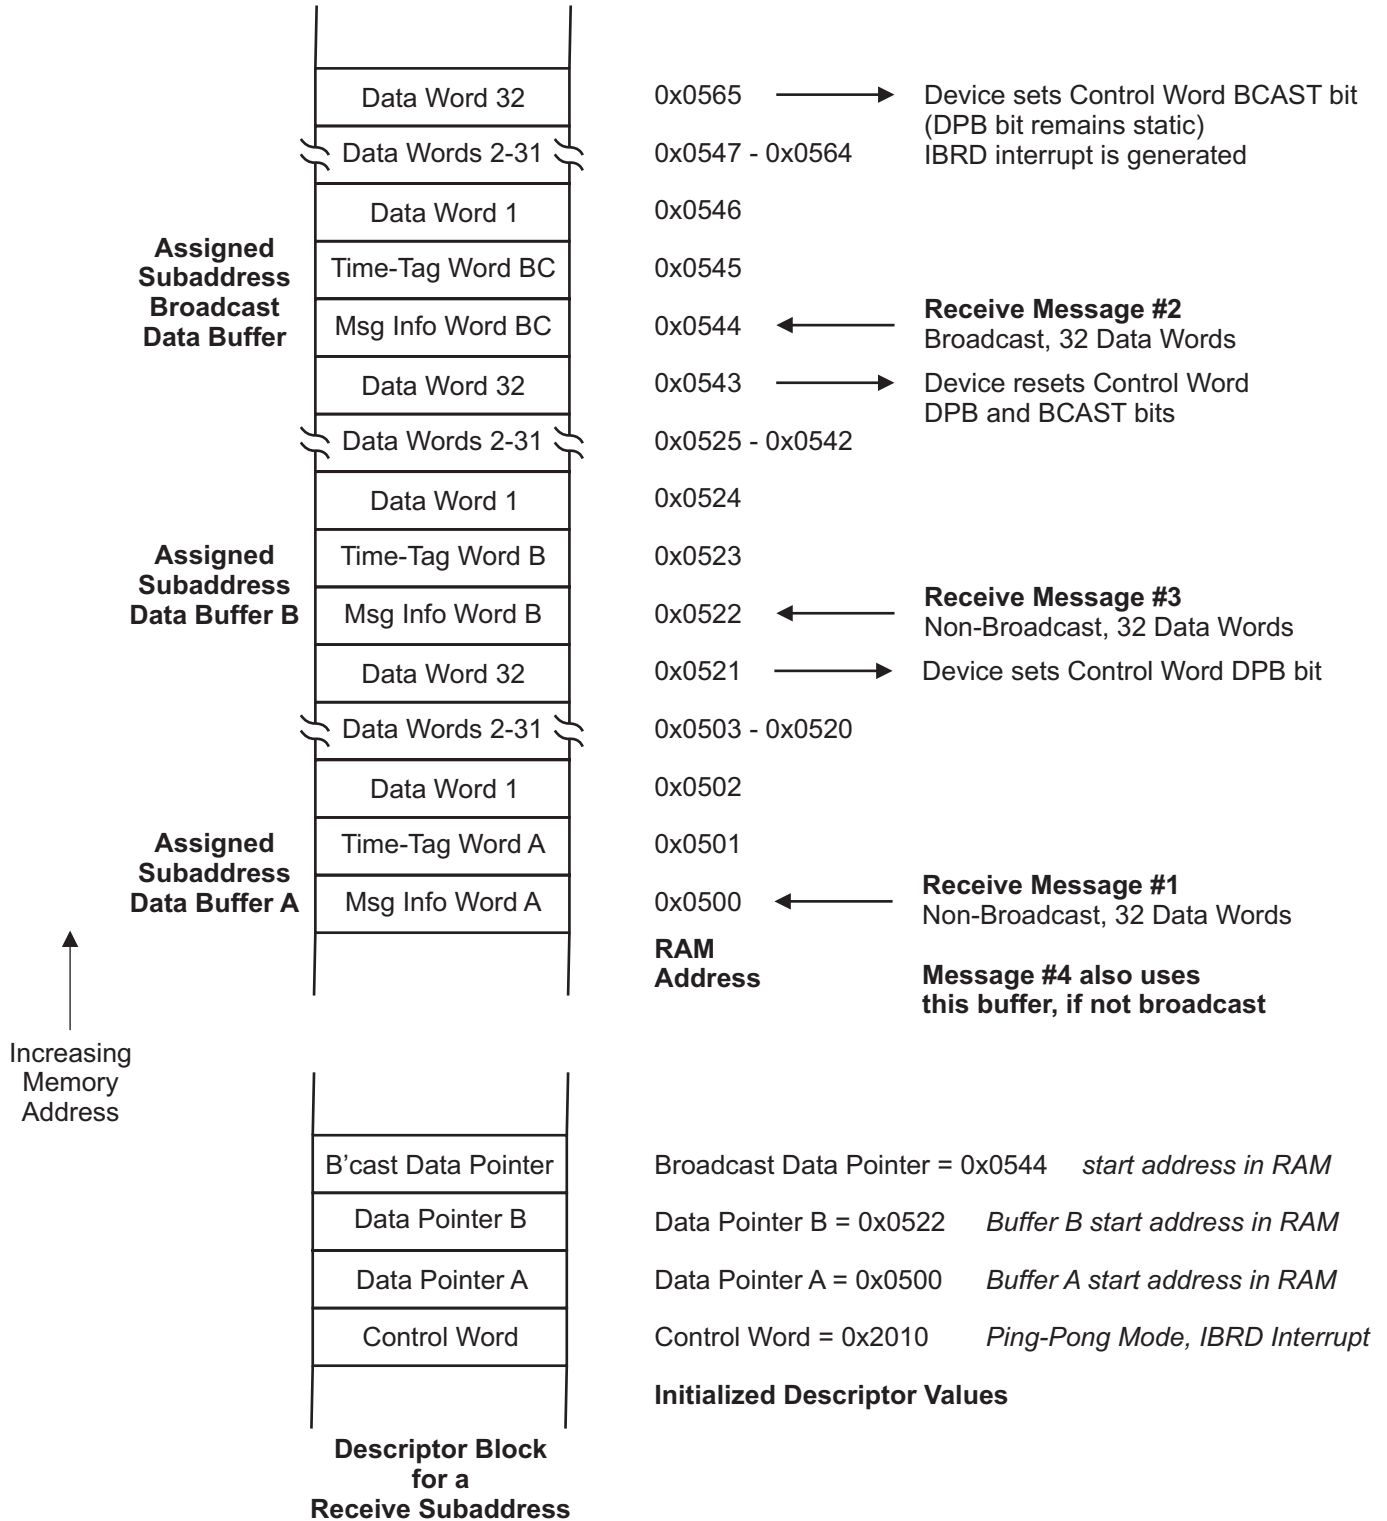 Data Word 32
0x0565
Device sets Control Word BCAST bit
(DPB bit remains static)
IBRD interrupt is generated
Data Words 2-31
0x0547 - 0x0564
Data Word 1
0x0546
Assigned
Subaddress
Broadcast
Data Buffer
Time-Tag Word BC
0x0545
Msg Info Word BC
0x0544
Receive Message #2
Broadcast, 32 Data Words
Data Word 32
0x0543
Device resets Control Word
DPB and BCAST bits
Data Words 2-31
0x0525 - 0x0542
Data Word 1
0x0524
Assigned
Subaddress
Data Buffer B
Time-Tag Word B
0x0523
Msg Info Word B
0x0522
Receive Message #3
Non-Broadcast, 32 Data Words
Data Word 32
0x0521
Device sets Control Word DPB bit
Data Words 2-31
0x0503 - 0x0520
Data Word 1
0x0502
Assigned
Subaddress
Data Buffer A
Time-Tag Word A
0x0501
Msg Info Word A
0x0500
Receive Message #1
Non-Broadcast, 32 Data Words
RAM
Address
Message #4 also uses
this buffer, if not broadcast
Increasing
Memory
Address
B'cast Data Pointer
Broadcast Data Pointer = 0x0544 start address in RAM
Data Pointer B
Data Pointer B = 0x0522 Buffer B start address in RAM
Data Pointer A
Data Pointer A = 0x0500 Buffer A start address in RAM
Control Word
Control Word = 0x2010 Ping-Pong Mode, IBRD Interrupt
Initialized Descriptor Values
Descriptor Block
for a
Receive Subaddress